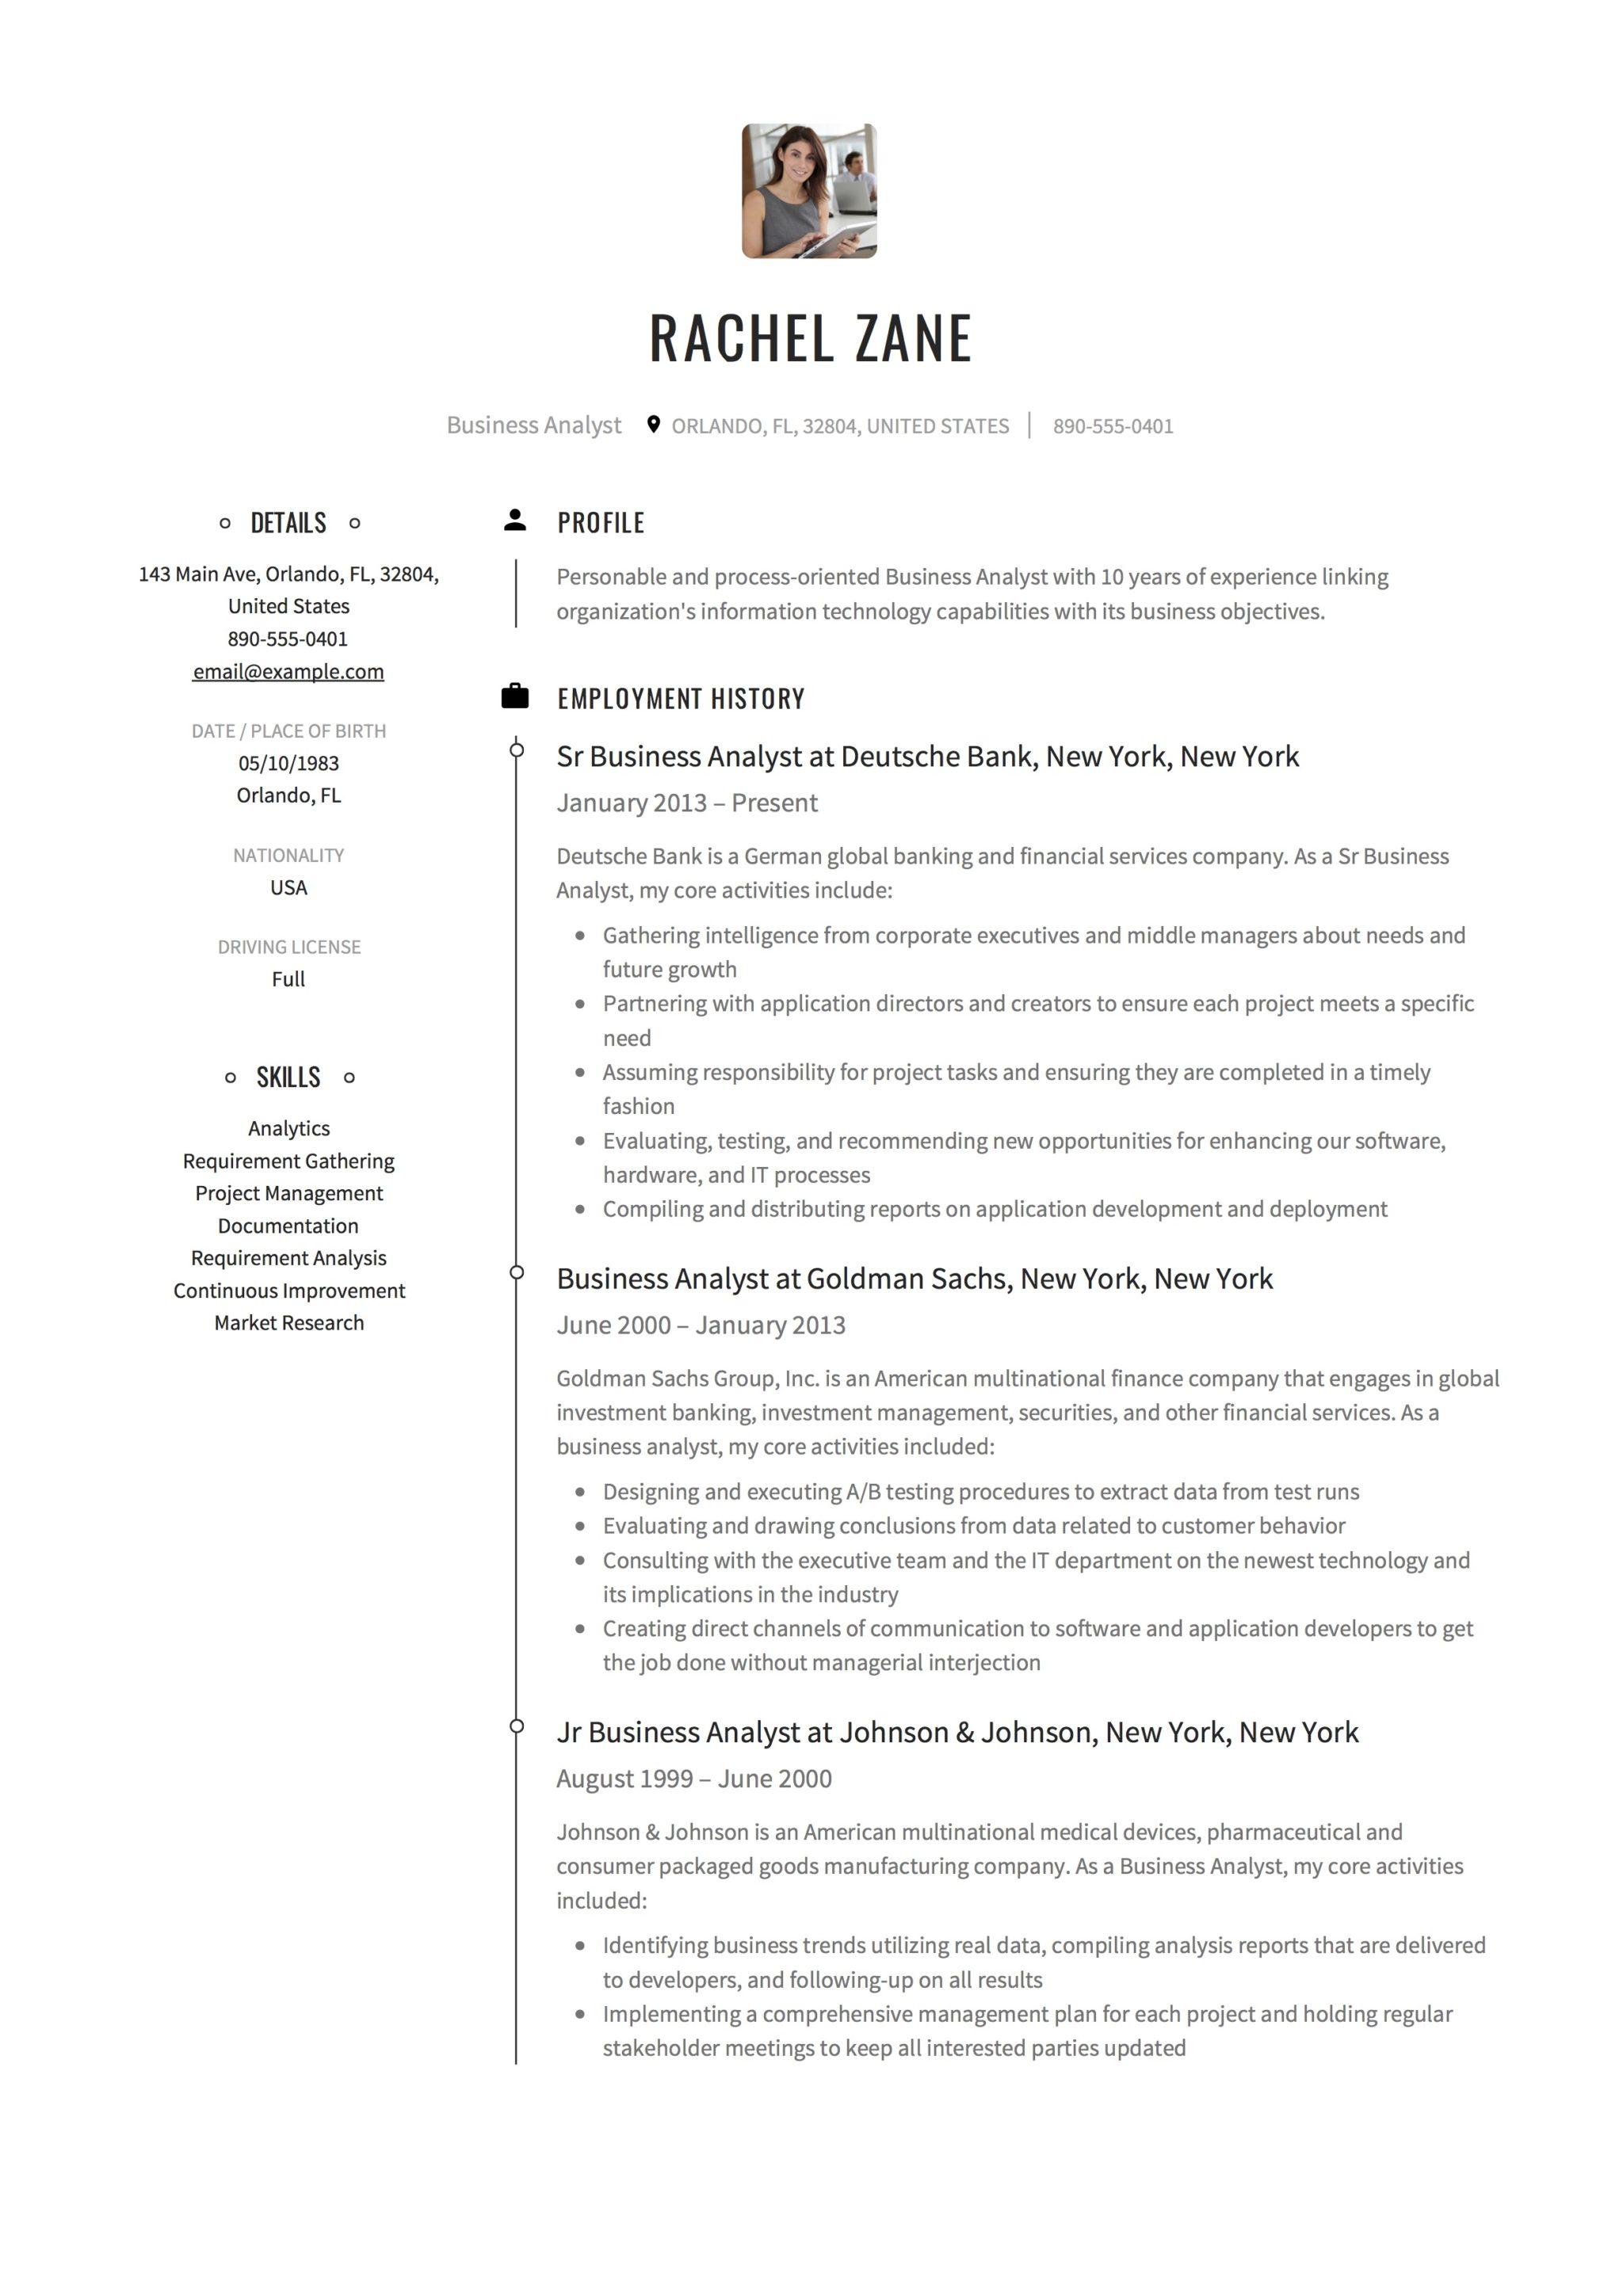 RACHEL ZANE
Business Analyst ORLANDO, FL, 32804, UNITED STATES | 890-555-0401
DETAILS
143 Main Ave, Orlando, FL, 32804,
United States
890-555-0401
email@example.com
DATE / PLACE OF BIRTH
05/10/1983
Orlando, FL
NATIONALITY
USA
DRIVING LICENSE
Full
SKILLS
Analytics
Requirement Gathering
Project Management
Documentation
Requirement Analysis
Continuous Improvement
Market Research
PROFILE
Personable and process-oriented Business Analyst with 10 years of experience linking
organization's information technology capabilities with its business objectives.
EMPLOYMENT HISTORY
Sr Business Analyst at Deutsche Bank, New York, New York
January 2013 – Present
Deutsche Bank is a German global banking and financial services company. As a Sr Business
Analyst, my core activities include:
• Gathering intelligence from corporate executives and middle managers about needs and
future growth
• Partnering with application directors and creators to ensure each project meets a specific
need
• Assuming responsibility for project tasks and ensuring they are completed in a timely
fashion
• Evaluating, testing, and recommending new opportunities for enhancing our software,
hardware, and IT processes
• Compiling and distributing reports on application development and deployment
Business Analyst at Goldman Sachs, New York, New York
June 2000 – January 2013
Goldman Sachs Group, Inc. is an American multinational finance company that engages in global
investment banking, investment management, securities, and other financial services. As a
business analyst, my core activities included:
• Designing and executing A/B testing procedures to extract data from test runs
• Evaluating and drawing conclusions from data related to customer behavior
• Consulting with the executive team and the IT department on the newest technology and
its implications in the industry
• Creating direct channels of communication to software and application developers to get
the job done without managerial interjection
Jr Business Analyst at Johnson & Johnson, New York, New York
August 1999 – June 2000
Johnson & Johnson is an American multinational medical devices, pharmaceutical and
consumer packaged goods manufacturing company. As a Business Analyst, my core activities
included:
• Identifying business trends utilizing real data, compiling analysis reports that are delivered
to developers, and following-up on all results
• Implementing a comprehensive management plan for each project and holding regular
stakeholder meetings to keep all interested parties updated